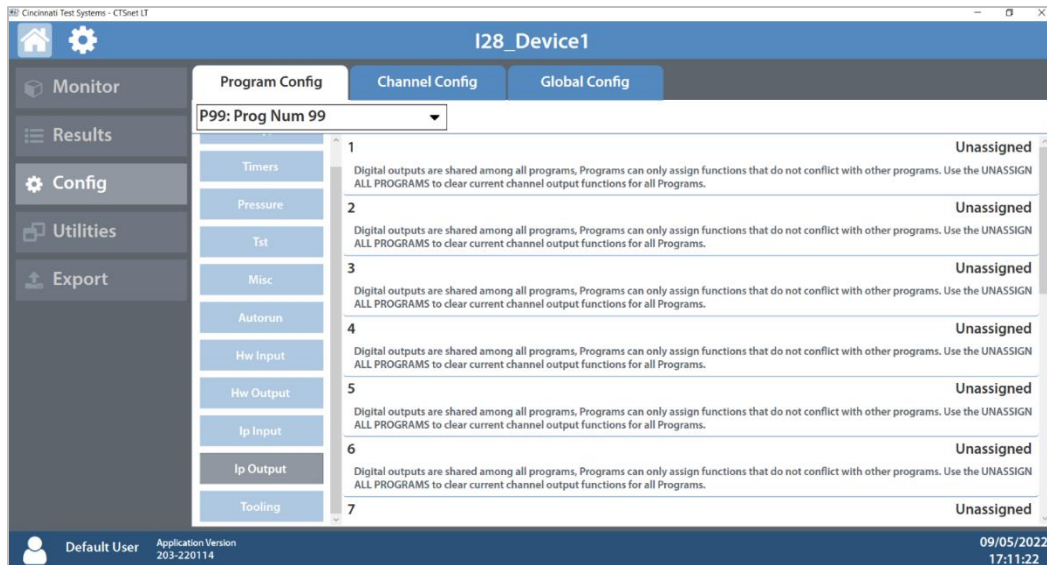 Cincinnati Test Systems - CTSnet LT
I28_Device1
Monitor
Results
Config
Utilities
Export
Program Config
Channel Config
Global Config
P99: Prog Num 99
Timers
Pressure
Tst
Misc
Autorun
Hw Input
Hw Output
Ip Input
Ip Output
Tooling
1 Unassigned
Digital outputs are shared among all programs, Programs can only assign functions that do not conflict with other programs. Use the UNASSIGN
ALL PROGRAMS to clear current channel output functions for all Programs.
2 Unassigned
Digital outputs are shared among all programs, Programs can only assign functions that do not conflict with other programs. Use the UNASSIGN
ALL PROGRAMS to clear current channel output functions for all Programs.
3 Unassigned
Digital outputs are shared among all programs, Programs can only assign functions that do not conflict with other programs. Use the UNASSIGN
ALL PROGRAMS to clear current channel output functions for all Programs.
4 Unassigned
Digital outputs are shared among all programs, Programs can only assign functions that do not conflict with other programs. Use the UNASSIGN
ALL PROGRAMS to clear current channel output functions for all Programs.
5 Unassigned
Digital outputs are shared among all programs, Programs can only assign functions that do not conflict with other programs. Use the UNASSIGN
ALL PROGRAMS to clear current channel output functions for all Programs.
6 Unassigned
Digital outputs are shared among all programs, Programs can only assign functions that do not conflict with other programs. Use the UNASSIGN
ALL PROGRAMS to clear current channel output functions for all Programs.
7 Unassigned
Default User
Application Version
203-220114
09/05/2022
17:11:22